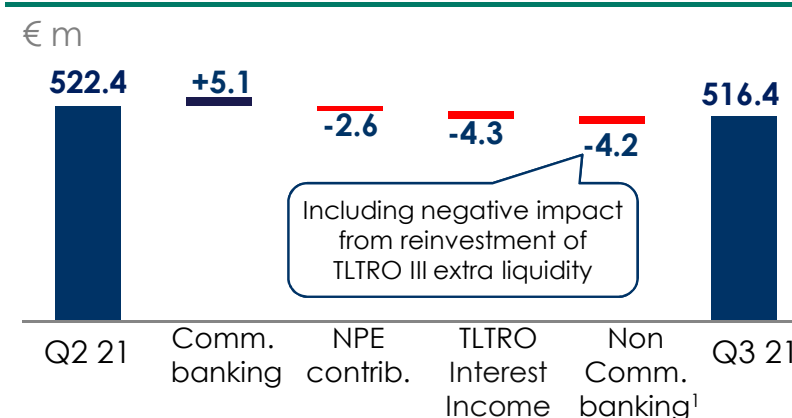 € m
522.4
+5.1
-2.6
-4.3
-4.2
516.4
Including negative impact
from reinvestment of
TLTRO III extra liquidity
Q2 21
Comm.
banking
NPE
contrib.
TLTRO
Interest
Income
Non
Comm.
banking¹
Q3 21